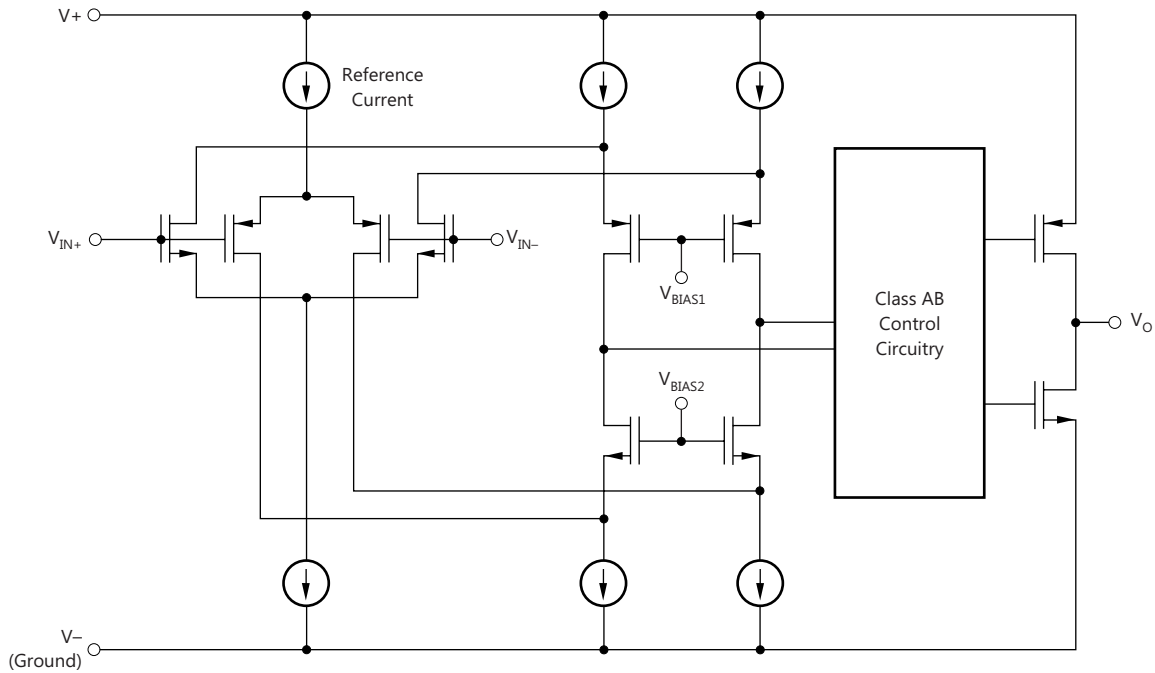 V+
Reference
Current
VIN+
VIN–
VBIAS1
Class AB
Control
Circuitry
VO
VBIAS2
V–
(Ground)